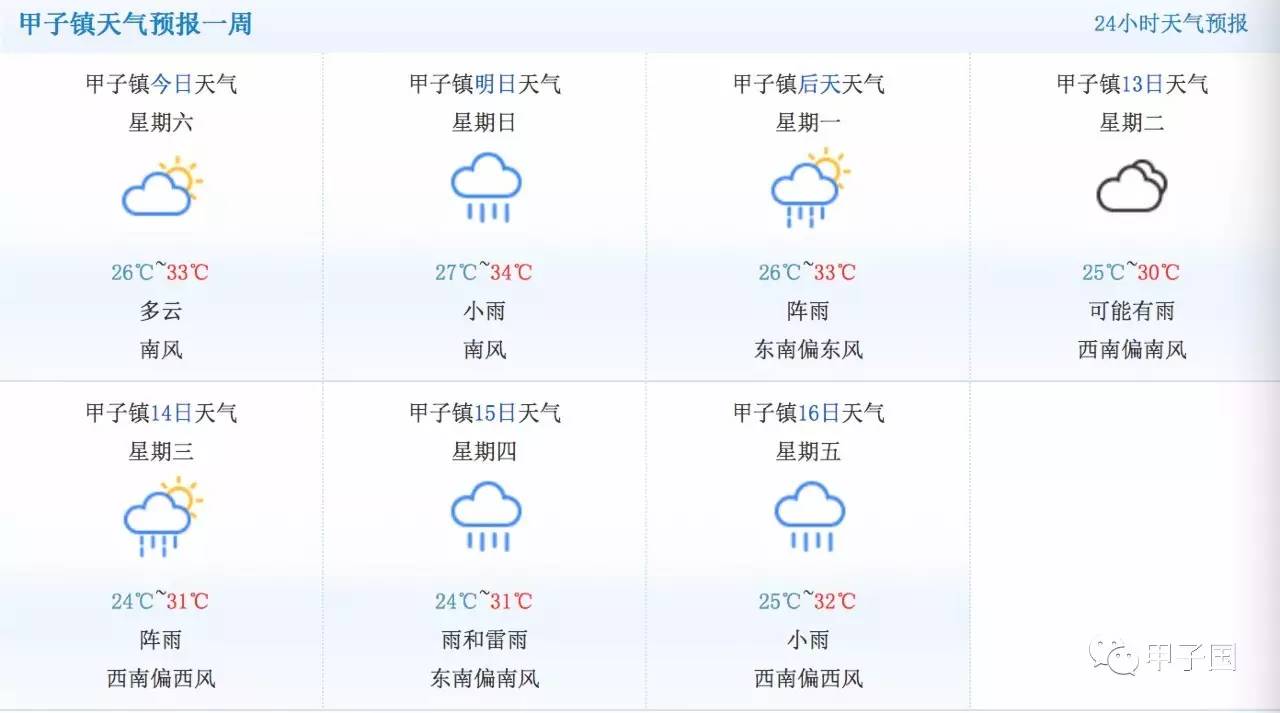 甲子镇天气预报一周
24小时天气预报
甲子镇今日天气
星期六
26℃~33℃
多云
南风
甲子镇明日天气
星期日
27℃~34℃
小雨
南风
甲子镇后天天气
星期一
26℃~33℃
阵雨
东南偏东风
甲子镇13日天气
星期二
25℃~30℃
可能有雨
西南偏南风
甲子镇14日天气
星期三
24℃~31℃
阵雨
西南偏西风
甲子镇15日天气
星期四
24℃~31℃
雨和雷雨
东南偏南风
甲子镇16日天气
星期五
25℃~32℃
小雨
西南偏西风
甲子国